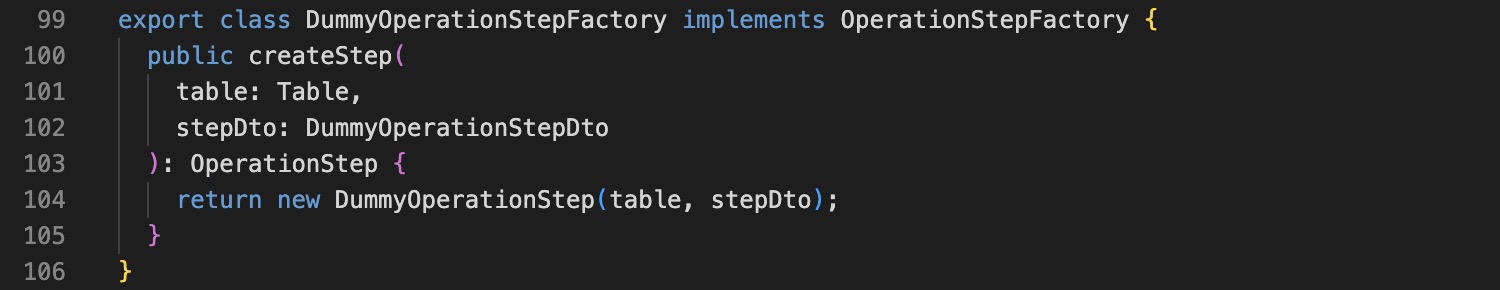 99 export class DummyOperationStepFactory implements OperationStepFactory {
100 public createStep(
101 table: Table,
102 stepDto: DummyOperationStepDto
103 ): OperationStep {
104 return new DummyOperationStep(table, stepDto);
105 }
106 }